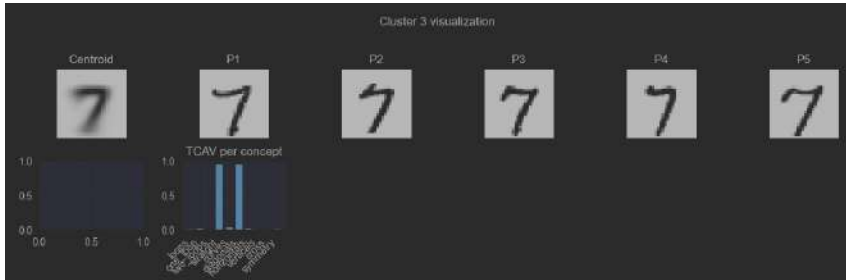 Cluster 3 visualization
Centroid P1 P2 P3 P4 P5
TCAV per concept
1.0 1.0
0.5 0.5
0.0 0.0
0.0 0.5 1.0
symmetry